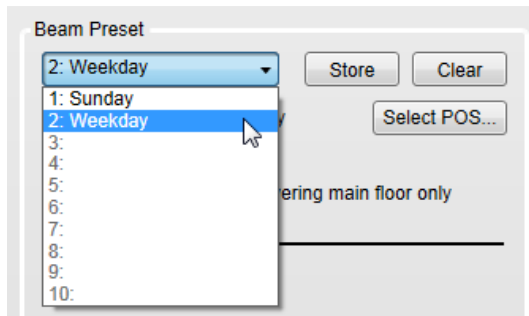 Beam Preset
2: Weekday
Store
Clear
1: Sunday
2: Weekday
Select POS...
3:
4:
5:
ering main floor only
6:
7:
8:
9:
10: